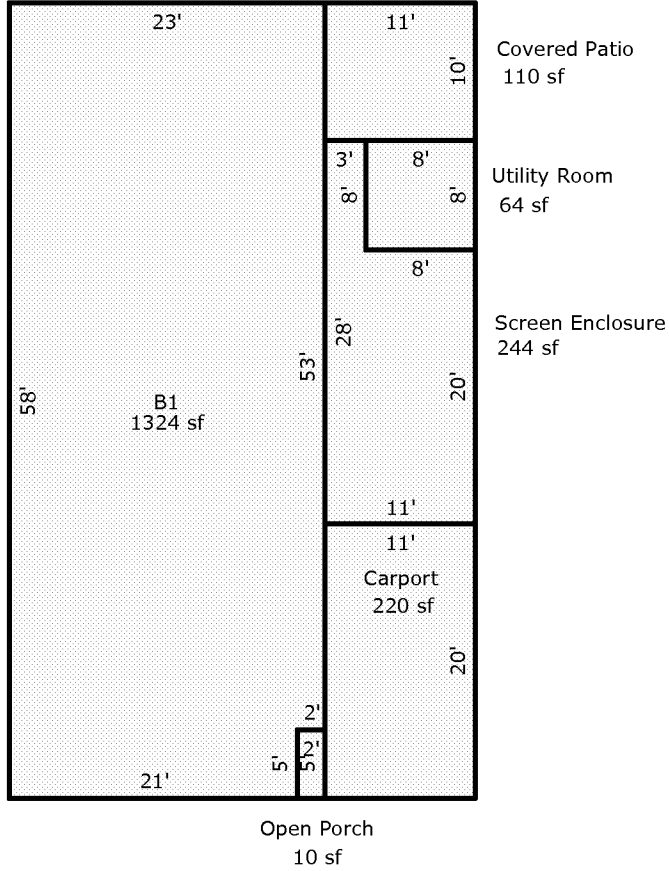 23'
11'
10'
Covered Patio
110 sf
3'
8'
8'
8'
Utility Room
64 sf
8'
28'
Screen Enclosure
244 sf
53'
20'
58'
B1
1324 sf
11'
11'
Carport
220 sf
20'
2'
2'
5'
5'
21'
Open Porch
10 sf